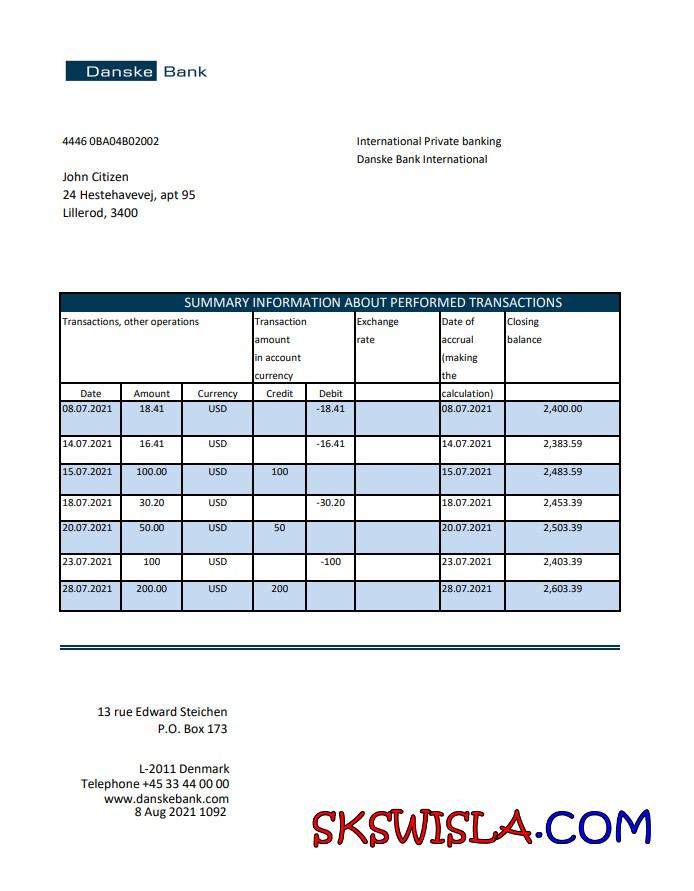 Danske Bank
4446 0BA04B02002
International Private banking
Danske Bank International
John Citizen
24 Hestehavevej, apt 95
Lillerod, 3400
SUMMARY INFORMATION ABOUT PERFORMED TRANSACTIONS
Transactions, other operations
Transaction
amount
in account
currency
Exchange
rate
Date of
accrual
(making
the
calculation)
Closing
balance
Date Amount Currency Credit Debit
08.07.2021 18.41 USD -18.41 08.07.2021 2,400.00
14.07.2021 16.41 USD -16.41 14.07.2021 2,383.59
15.07.2021 100.00 USD 100 15.07.2021 2,483.59
18.07.2021 30.20 USD -30.20 18.07.2021 2,453.39
20.07.2021 50.00 USD 50 20.07.2021 2,503.39
23.07.2021 100 USD -100 23.07.2021 2,403.39
28.07.2021 200.00 USD 200 28.07.2021 2,603.39
13 rue Edward Steichen
P.O. Box 173
L-2011 Denmark
Telephone +45 33 44 00 00
www.danskebank.com
8 Aug 2021 1092
SKSWISLA.COM